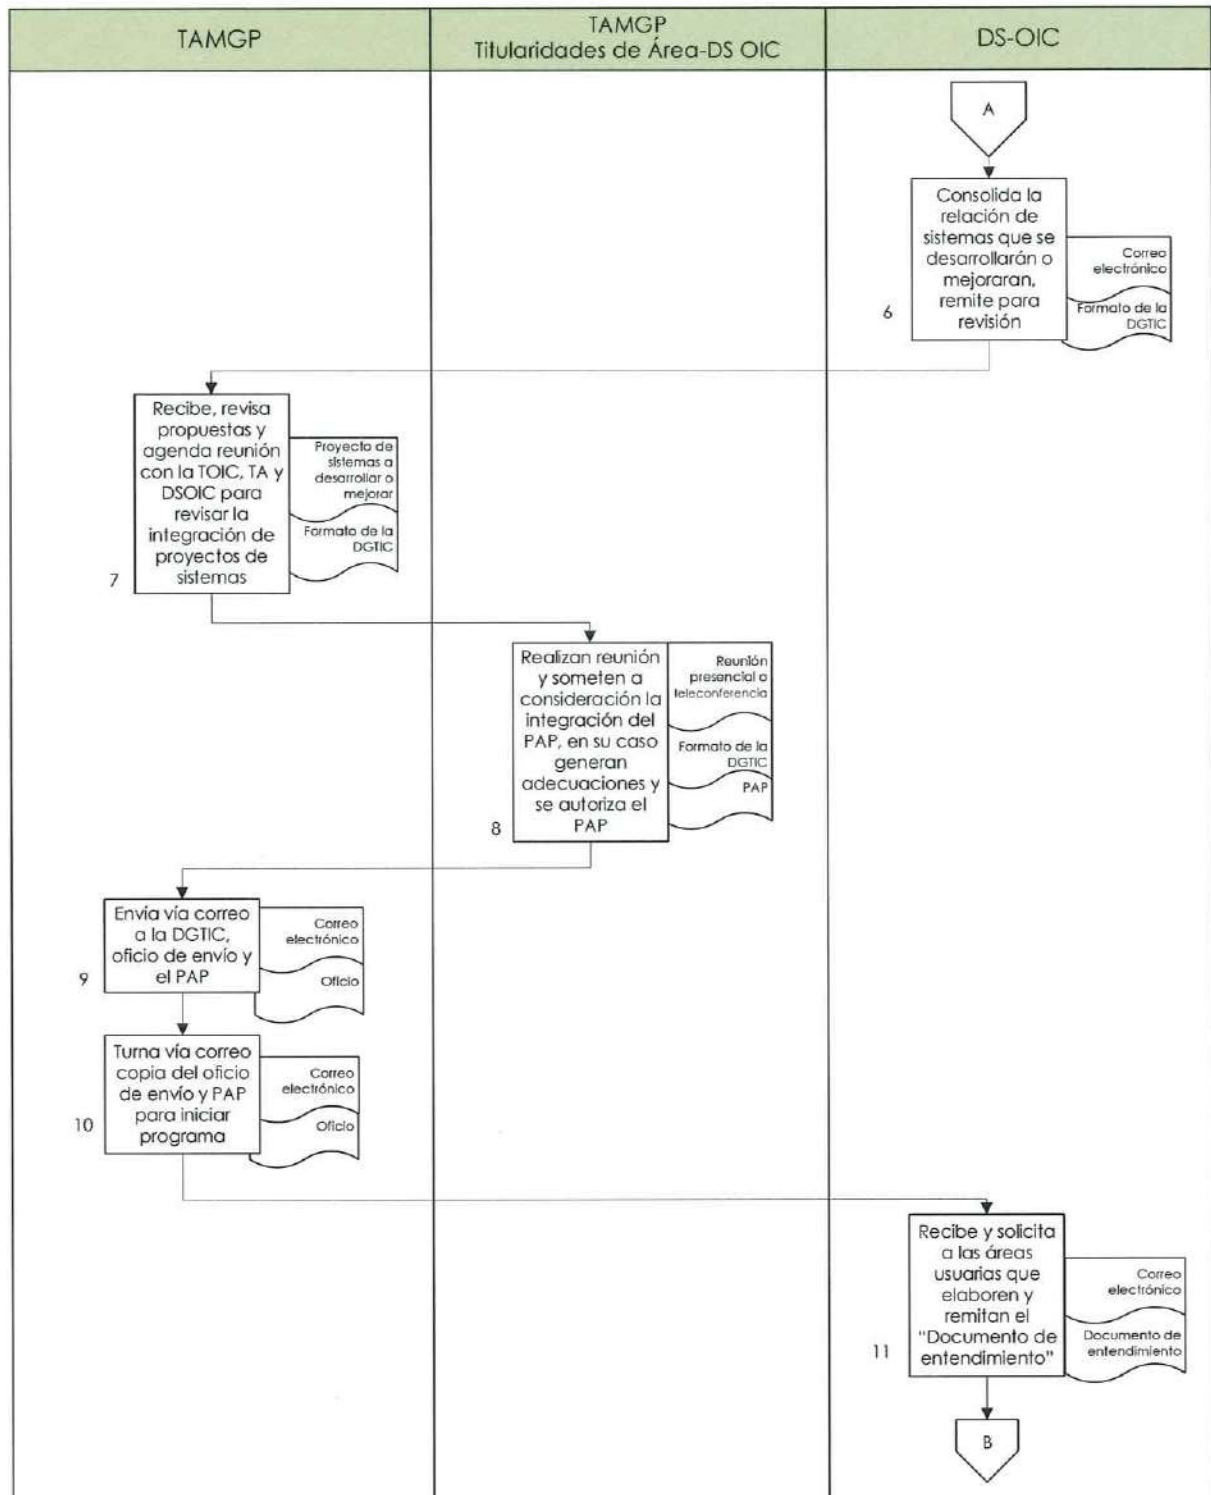 TAMGP
TAMGP
Titularidades de Área-DS OIC
DS-OIC
A
Consolida la
relación de
sistemas que se
desarrollarán o
mejoraran,
remite para
revisión
6
Correo
electrónico
Formato de la
DGTIC
Recibe, revisa
propuestas y
agenda reunión
con la TOIC, TA y
DSOIC para
revisar la
integración de
proyectos de
sistemas
7
Proyecto de
sistemas a
desarrollar o
mejorar
Formato de la
DGTIC
Realizan reunión
y someten a
consideración la
integración del
PAP, en su caso
generan
adecuaciones y
se autoriza el
PAP
8
Reunión
presencial o
teleconferencia
Formato de la
DGTIC
PAP
Envía vía correo
a la DGTIC,
oficio de envío y
el PAP
9
Correo
electrónico
Oficio
Turna vía correo
copia del oficio
de envío y PAP
para iniciar
programa
10
Correo
electrónico
Oficio
Recibe y solicita
a las áreas
usuarias que
elaboren y
remitan el
"Documento de
entendimiento"
11
Correo
electrónico
Documento de
entendimiento
B